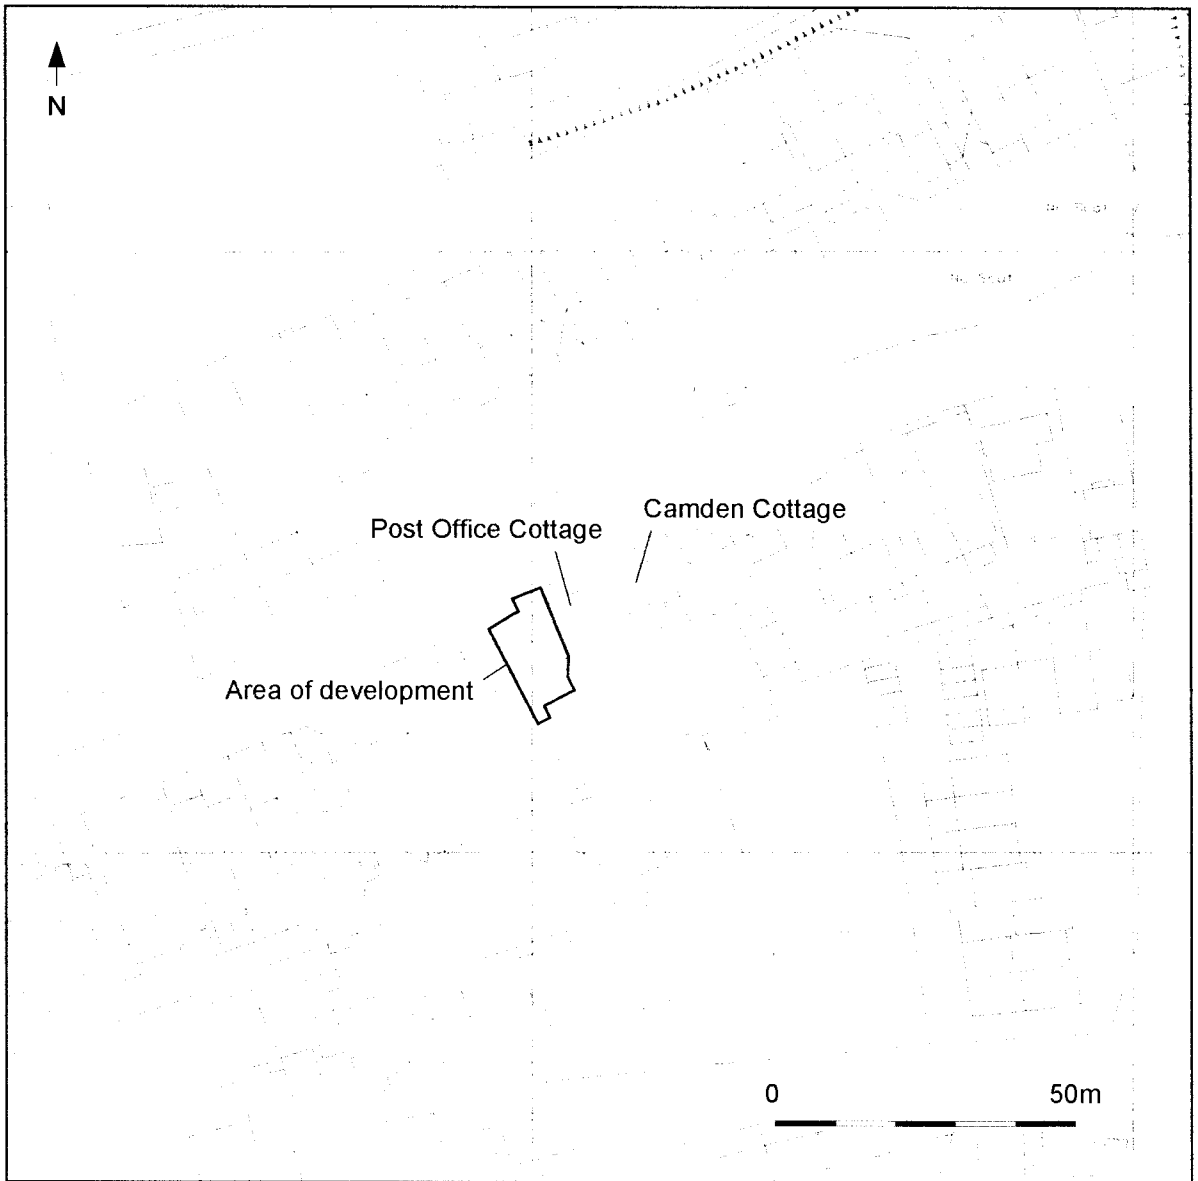 N
Camden Cottage
Post Office Cottage
Area of development
0 50m